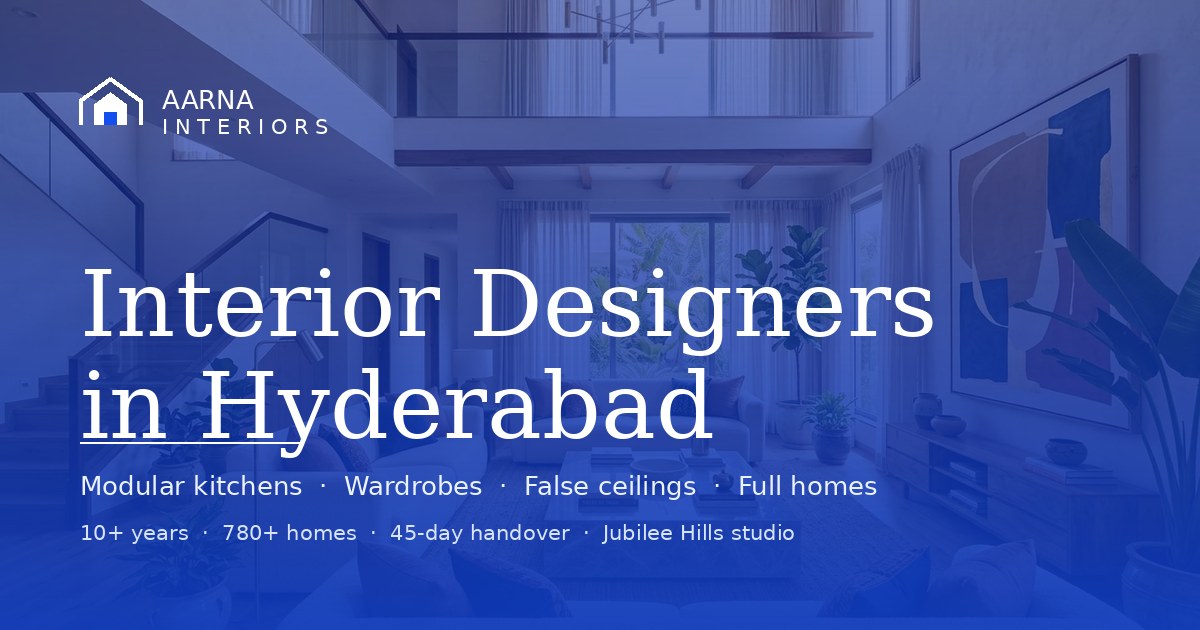 AARNA
INTERIORS
Interior Designers
in Hyderabad
Modular kitchens · Wardrobes · False ceilings · Full homes
10+ years · 780+ homes · 45-day handover · Jubilee Hills studio